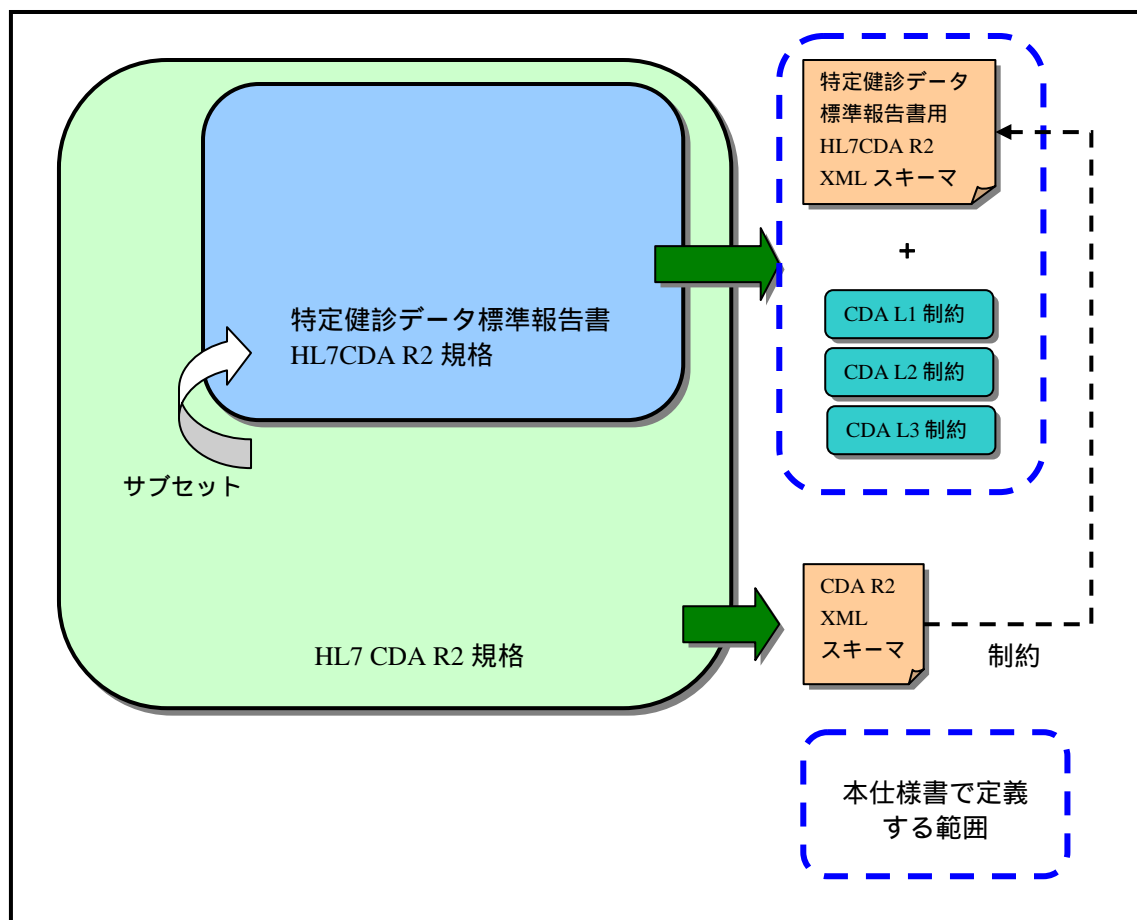 特定健診データ標準報告書
HL7CDA R2 規格
サブセット
HL7 CDA R2 規格
特定健診データ
標準報告書用
HL7CDA R2
XML スキーマ
+
CDA L1 制約
CDA L2 制約
CDA L3 制約
CDA R2
XML
スキーマ
制約
本仕様書で定義
する範囲